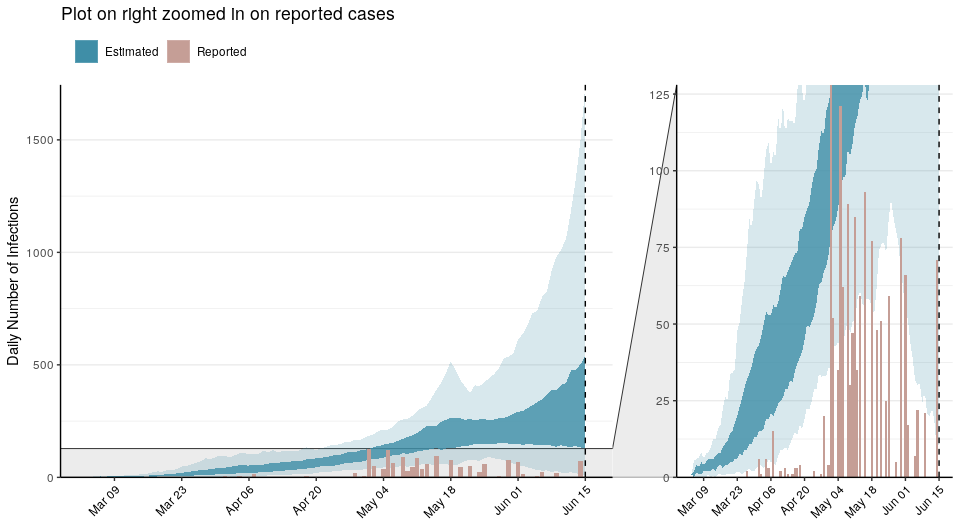 Plot on right zoomed in on reported cases
Estimated Reported
Daily Number of Infections
1500
1000
500
0
Mar 09 Mar 23 Apr 06 Apr 20 May 04 May 18 Jun 01 Jun 15
125
100
75
50
25
0
Mar 09 Mar 23 Apr 06 Apr 20 May 04 May 18 Jun 01 Jun 15